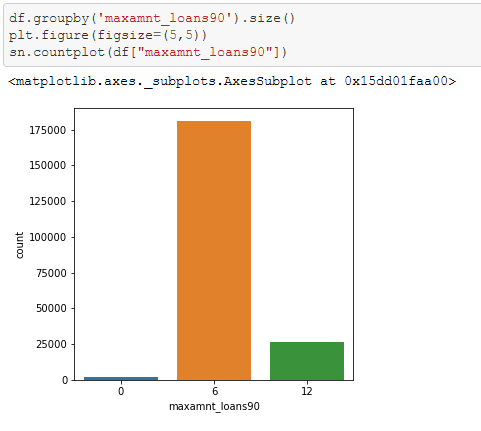 df.groupby('maxamnt_loans90').size()
plt.figure(figsize=(5,5))
sn.countplot(df["maxamnt_loans90"])
<matplotlib.axes._subplots.AxesSubplot at 0x15dd01faa00>
175000
150000
125000
100000
75000
50000
25000
0
count
0 6 12
maxamnt_loans90